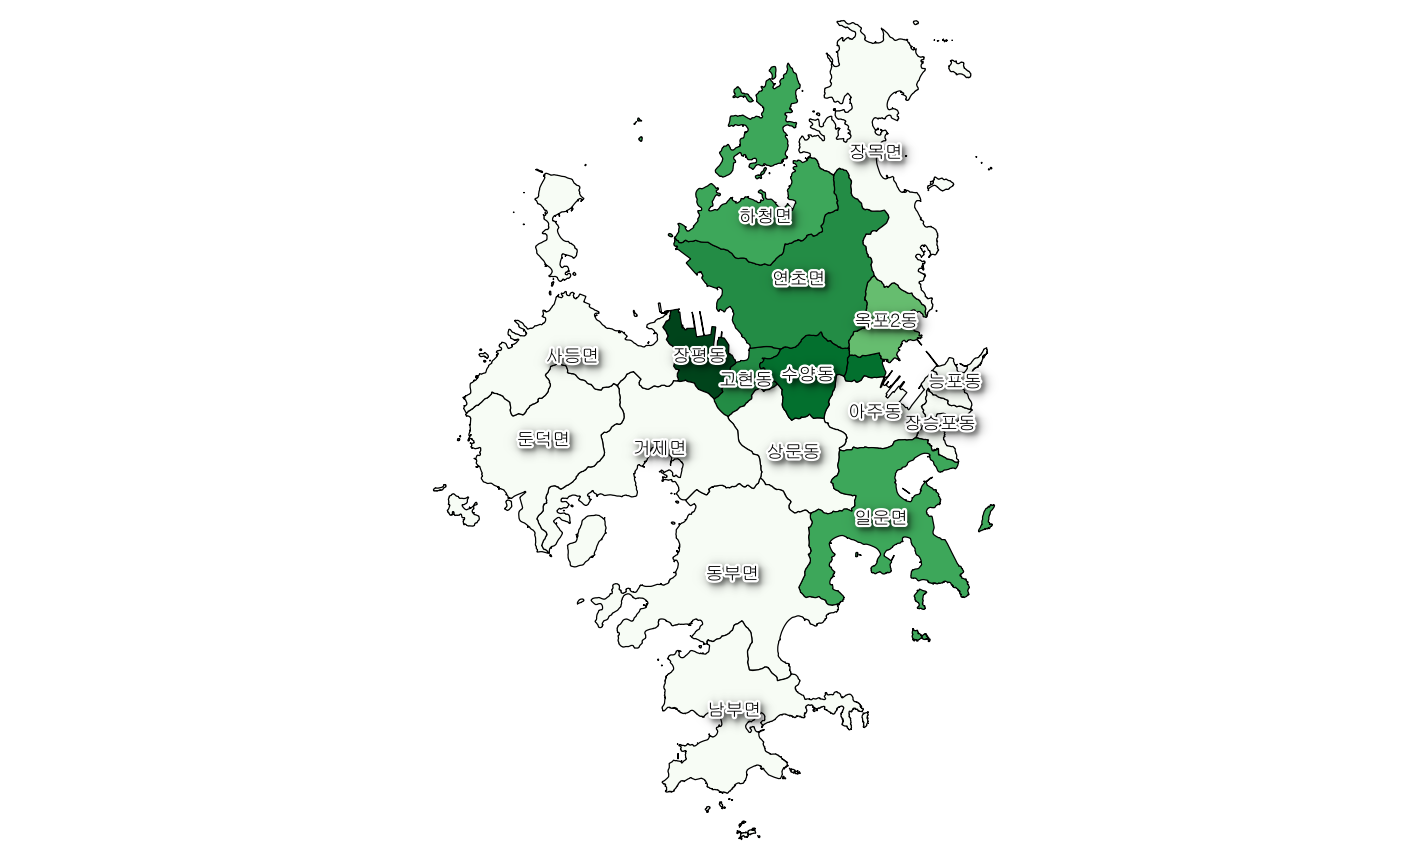 장목면
하청면
연초면
옥포2동
사등면
장평동
고현동
수양동
능포동
아주동
장승포동
둔덕면
거제면
상문동
일운면
동부면
남부면